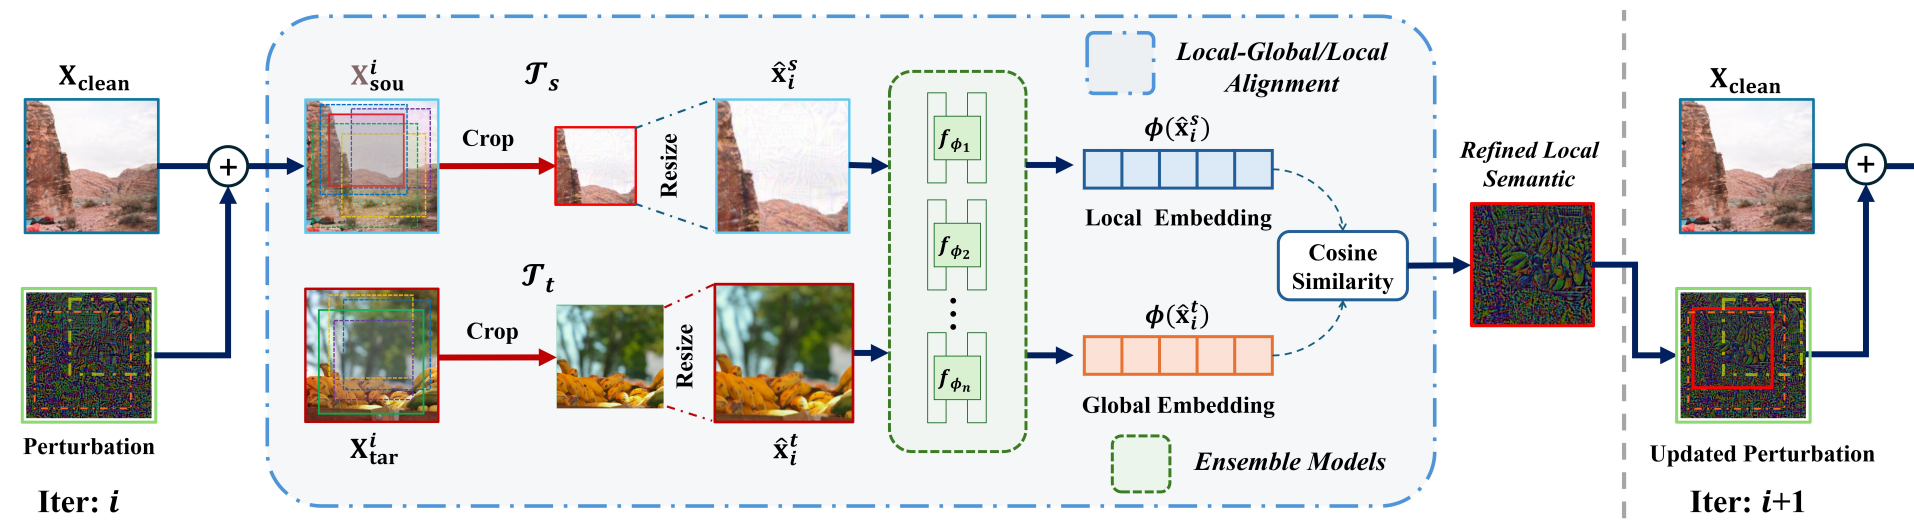 X_clean
Perturbation
Iter: i
X^i_sou
𝒯_s
x̂^s_i
Crop
Resize
X^i_tar
𝒯_t
x̂^t_i
Crop
Resize
f_ϕ1
f_ϕ2
f_ϕn
Local-Global/Local
Alignment
ϕ(x̂^s_i)
Local Embedding
ϕ(x̂^t_i)
Global Embedding
Ensemble Models
Cosine
Similarity
Refined Local
Semantic
X_clean
Updated Perturbation
Iter: i+1